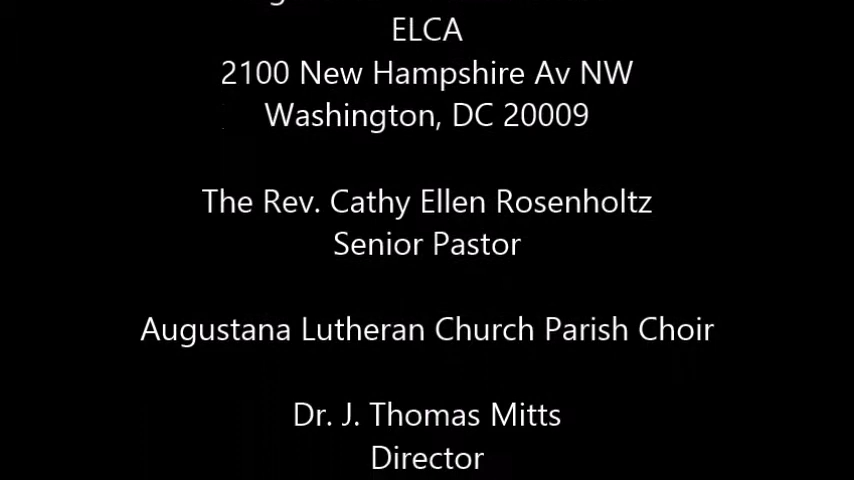 ELCA
2100 New Hampshire Av NW
Washington, DC 20009
The Rev. Cathy Ellen Rosenholtz
Senior Pastor
Augustana Lutheran Church Parish Choir
Dr. J. Thomas Mitts
Director